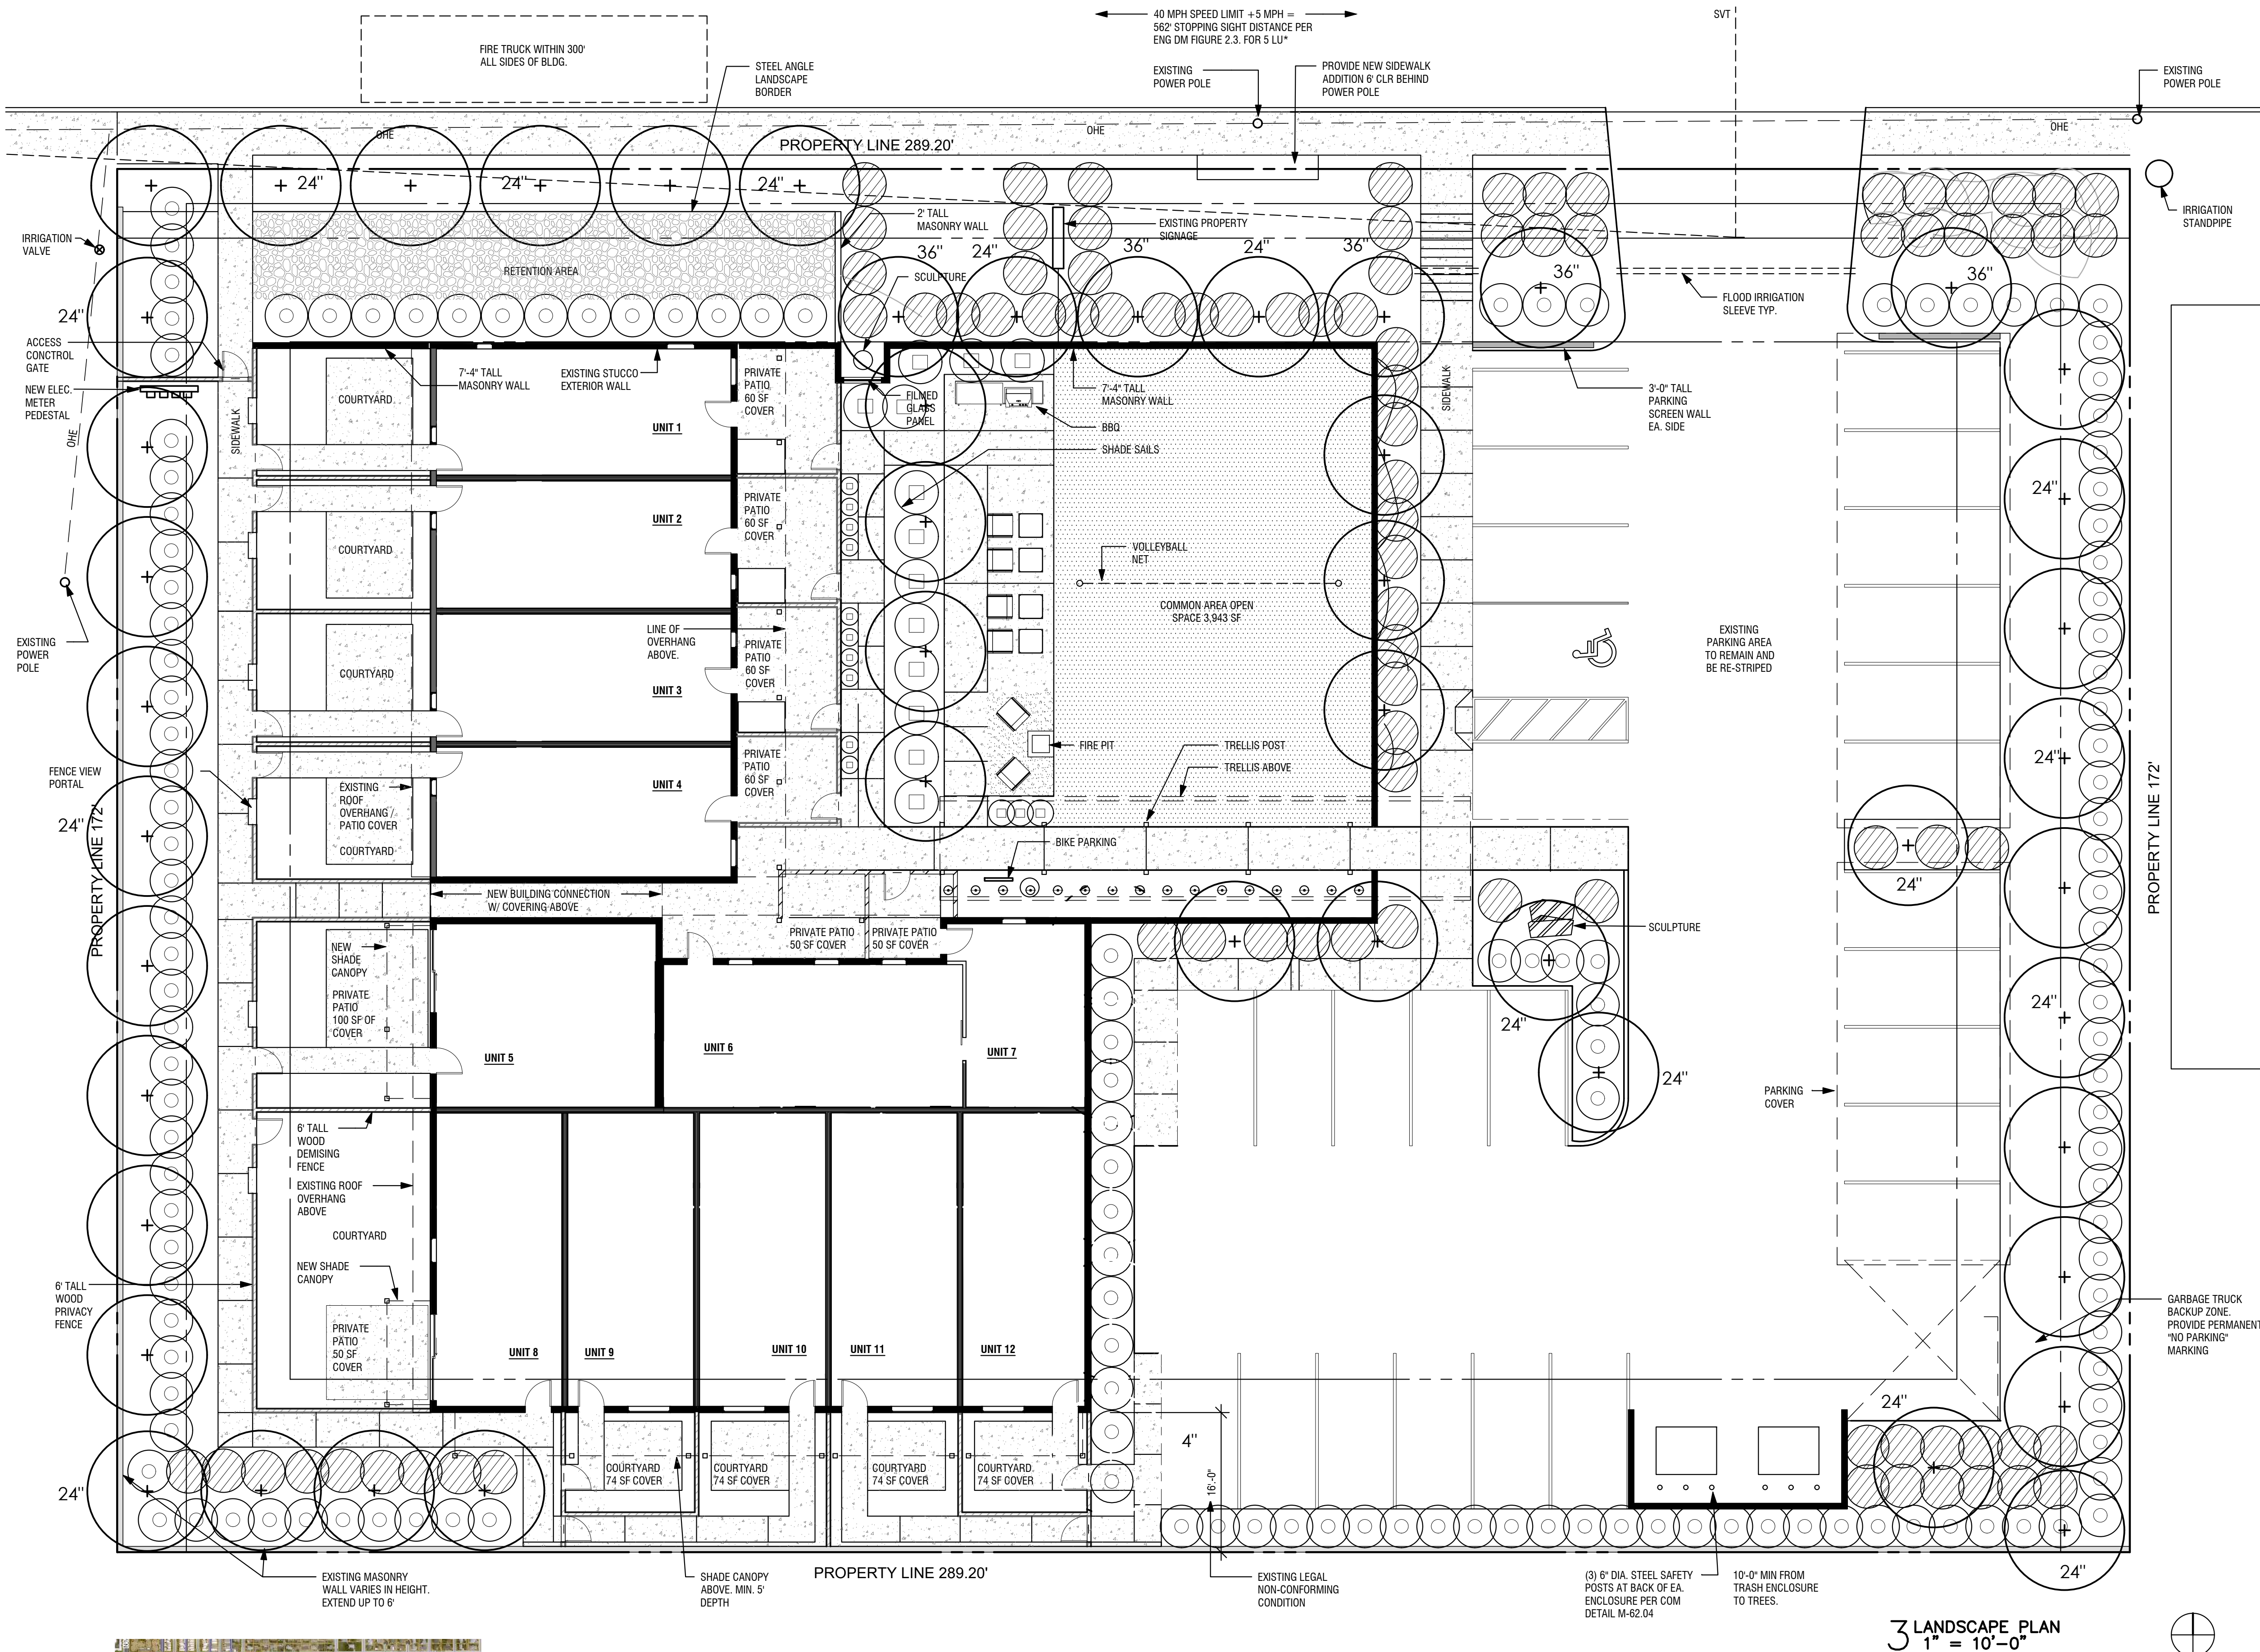 FIRE TRUCK WITHIN 300'
ALL SIDES OF BLDG.
STEEL ANGLE
LANDSCAPE
BORDER
40 MPH SPEED LIMIT +5 MPH =
562' STOPPING SIGHT DISTANCE PER
ENG DM FIGURE 2.3. FOR 5 LU*
EXISTING
POWER POLE
PROVIDE NEW SIDEWALK
ADDITION 6' CLR BEHIND
POWER POLE
SVT
EXISTING
POWER POLE
OHE
OHE
OHE
PROPERTY LINE 289.20'
24"
24"
24"
IRRIGATION
VALVE
RETENTION AREA
2' TALL
MASONRY WALL
SCULPTURE
EXISTING PROPERTY
SIGNAGE
36"
24"
36"
24"
36"
36"
36"
IRRIGATION
STANDPIPE
FLOOD IRRIGATION
SLEEVE TYP.
24"
ACCESS
CONCTROL
GATE
NEW ELEC.
METER
PEDESTAL
OHE
SIDEWALK
7'-4" TALL
MASONRY WALL
EXISTING STUCCO
EXTERIOR WALL
COURTYARD
UNIT 1
PRIVATE
PATIO
60 SF
COVER
FILMED
GLASS
PANEL
7'-4" TALL
MASONRY WALL
BBQ
SHADE SAILS
SIDEWALK
3'-0" TALL
PARKING
SCREEN WALL
EA. SIDE
24"
UNIT 2
PRIVATE
PATIO
60 SF
COVER
COURTYARD
VOLLEYBALL
NET
COMMON AREA OPEN
SPACE 3,943 SF
EXISTING
POWER
POLE
COURTYARD
LINE OF
OVERHANG
ABOVE.
UNIT 3
PRIVATE
PATIO
60 SF
COVER
EXISTING
PARKING AREA
TO REMAIN AND
BE RE-STRIPED
FENCE VIEW
PORTAL
24"
PROPERTY LINE 172'
EXISTING
ROOF
OVERHANG /
PATIO COVER
COURTYARD
UNIT 4
PRIVATE
PATIO
60 SF
COVER
FIRE PIT
TRELLIS POST
TRELLIS ABOVE
24"
PROPERTY LINE 172'
BIKE PARKING
24"
NEW BUILDING CONNECTION
W/ COVERING ABOVE
PRIVATE PATIO
50 SF COVER
PRIVATE PATIO
50 SF COVER
SCULPTURE
NEW
SHADE
CANOPY
PRIVATE
PATIO
100 SF OF
COVER
UNIT 5
UNIT 6
UNIT 7
24"
24"
24"
PARKING
COVER
6' TALL
WOOD
DEMISING
FENCE
EXISTING ROOF
OVERHANG
ABOVE
COURTYARD
NEW SHADE
CANOPY
6' TALL
WOOD
PRIVACY
FENCE
PRIVATE
PATIO
50 SF
COVER
UNIT 8
UNIT 9
UNIT 10
UNIT 11
UNIT 12
GARBAGE TRUCK
BACKUP ZONE.
PROVIDE PERMANENT
"NO PARKING"
MARKING
24"
4"
16'-0"
24"
COURTYARD
74 SF COVER
COURTYARD
74 SF COVER
COURTYARD
74 SF COVER
COURTYARD
74 SF COVER
PROPERTY LINE 289.20'
24"
EXISTING MASONRY
WALL VARIES IN HEIGHT.
EXTEND UP TO 6'
SHADE CANOPY
ABOVE. MIN. 5'
DEPTH
EXISTING LEGAL
NON-CONFORMING
CONDITION
(3) 6" DIA. STEEL SAFETY
POSTS AT BACK OF EA.
ENCLOSURE PER COM
DETAIL M-62.04
10'-0" MIN FROM
TRASH ENCLOSURE
TO TREES.
3 LANDSCAPE PLAN
1" = 10'-0"